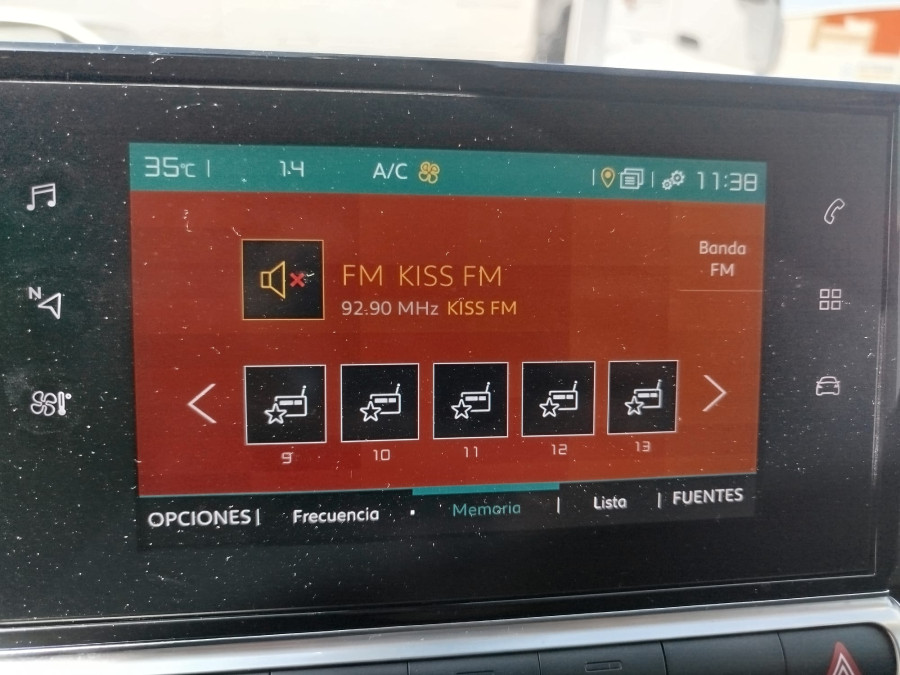 35°C | 14 A/C | | 11:38
Banda
FM
FM KISS FM
92.90 MHz KISS FM
9 10 11 12 13
OPCIONES | Frecuencia · Memoria | Lista | FUENTES
N